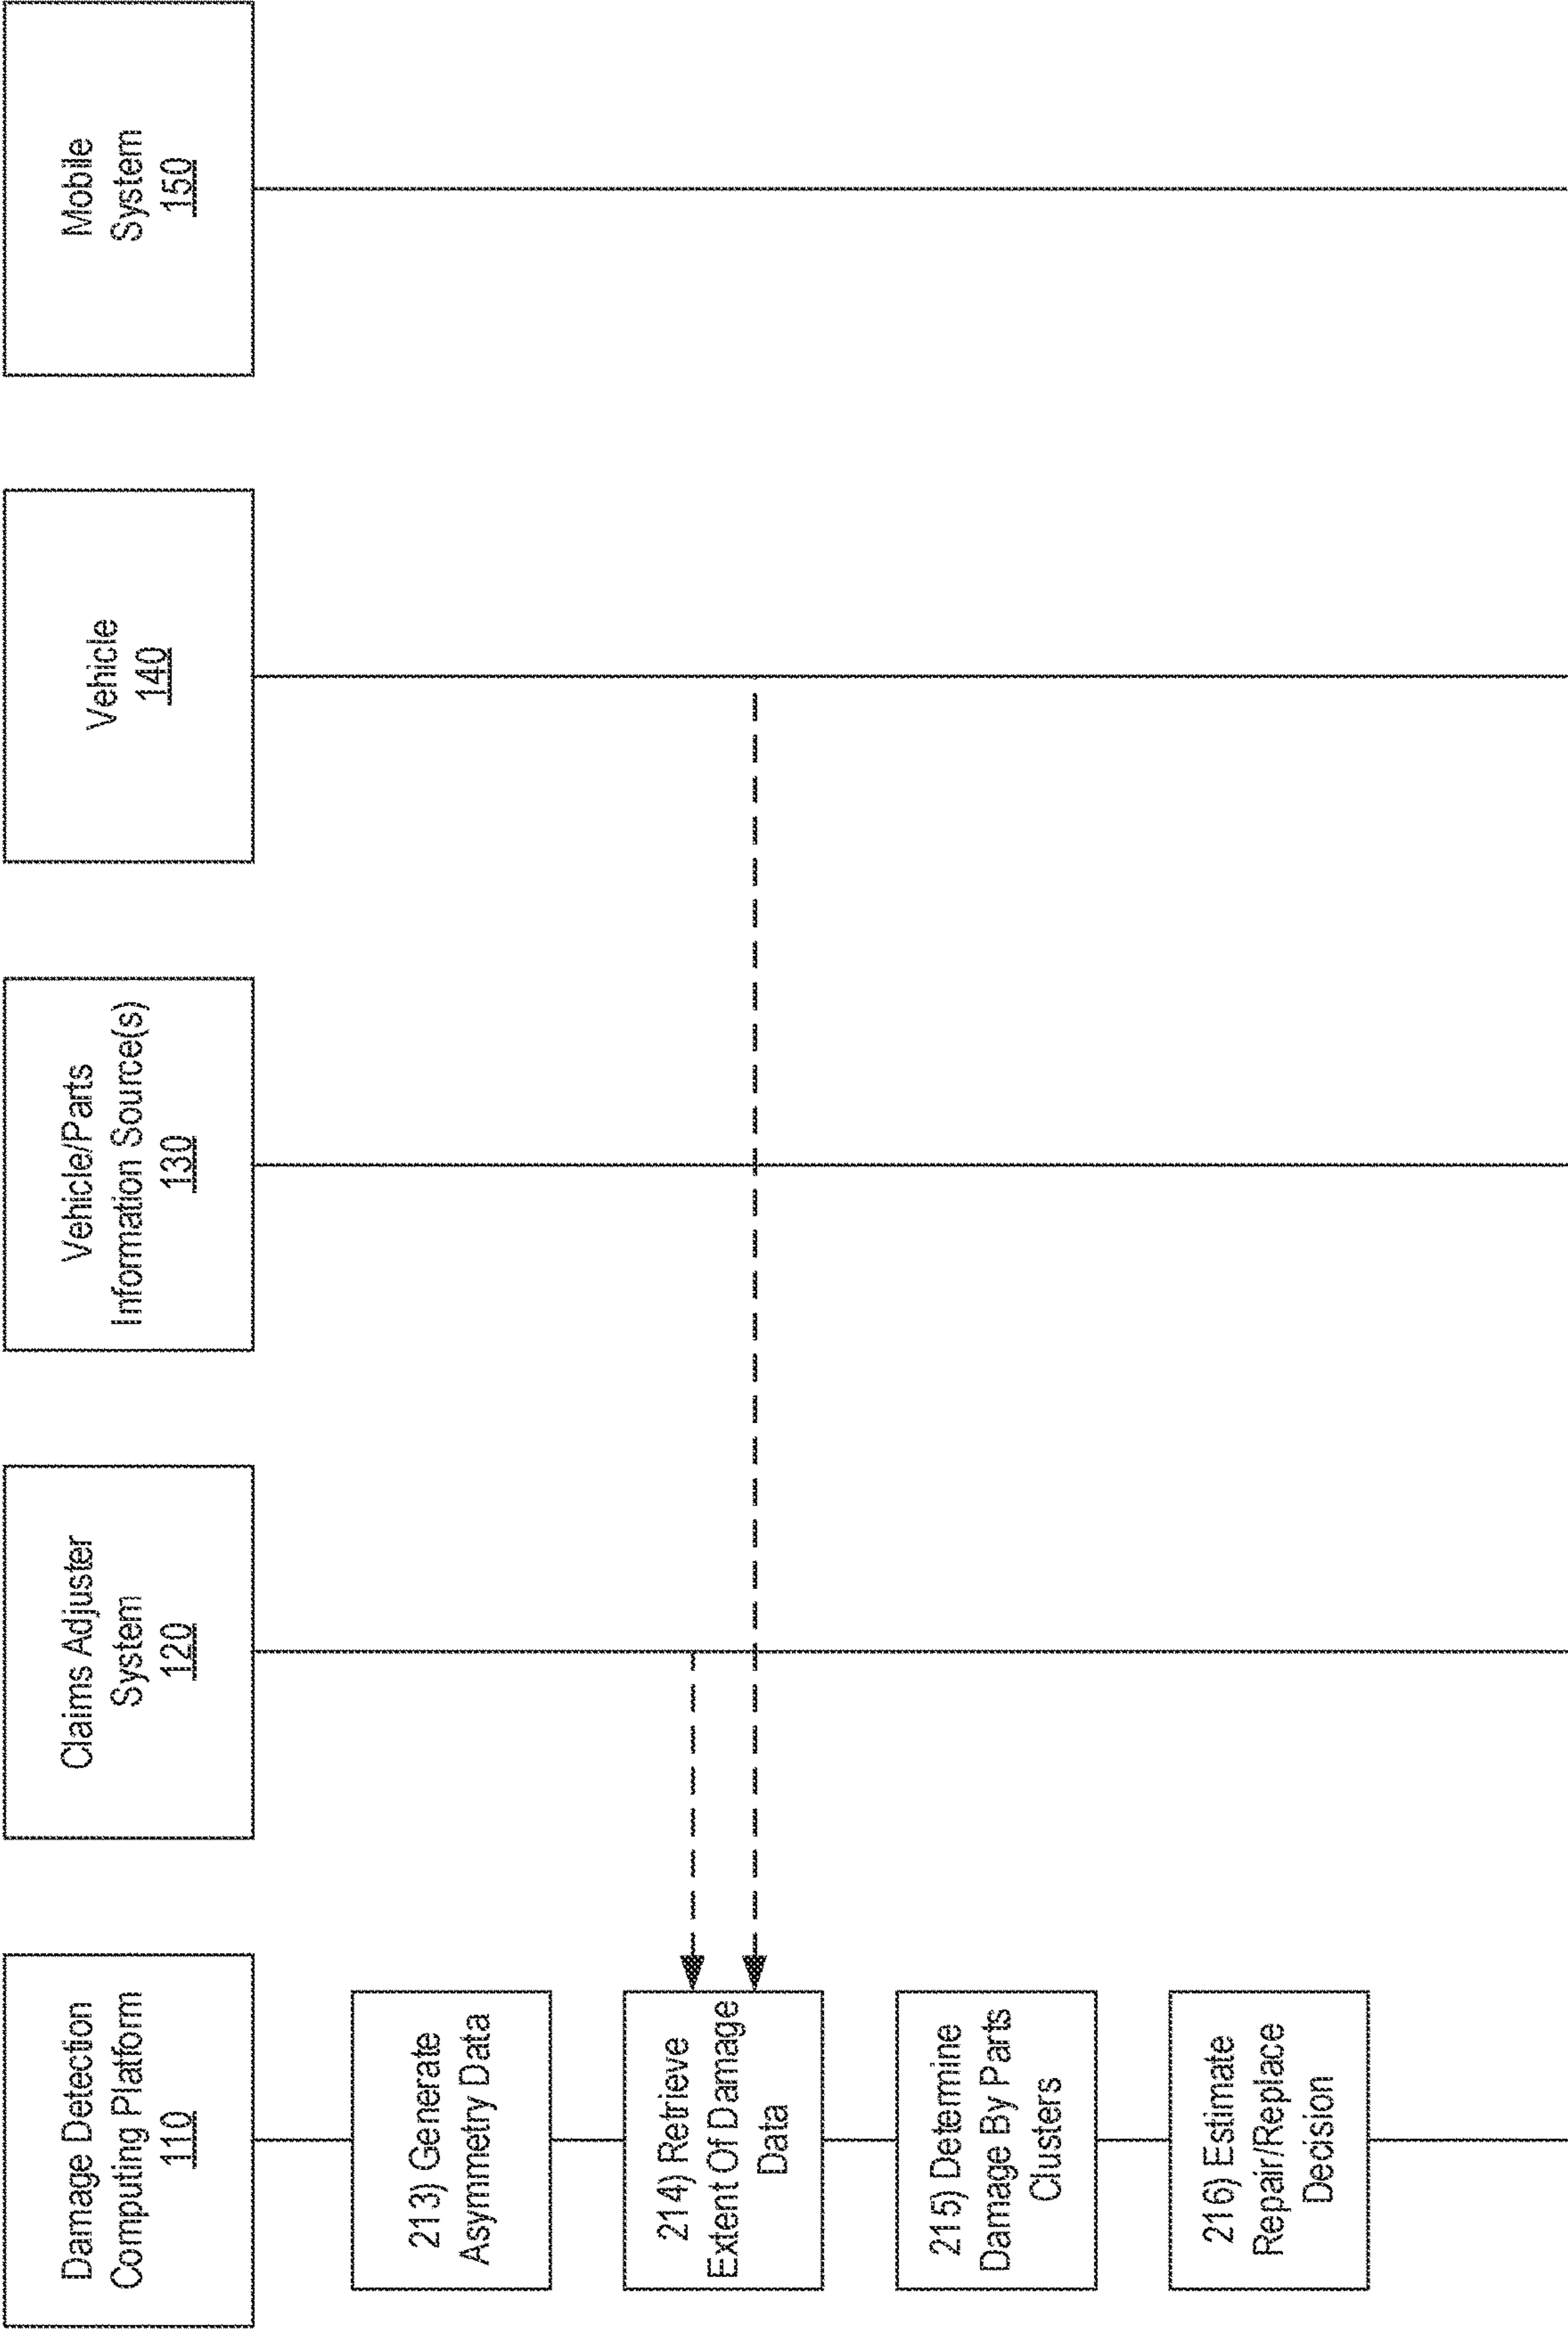 Damage Detection
Computing Platform
110
Claims Adjuster
System
120
Vehicle/Parts
Information Source(s)
130
Vehicle
140
Mobile
System
150
213) Generate
Asymmetry Data
214) Retrieve
Extent Of Damage
Data
215) Determine
Damage By Parts
Clusters
216) Estimate
Repair/Replace
Decision